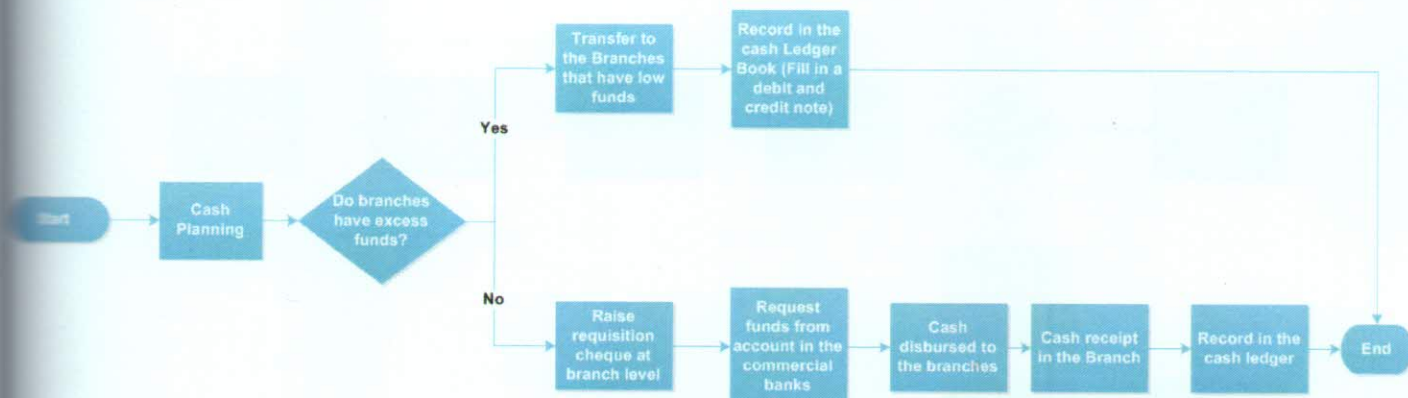 Start
Cash
Planning
Do branches
have excess
funds?
Yes
Transfer to
the Branches
that have low
funds
Record in the
cash Ledger
Book (Fill in a
debit and
credit note)
No
Raise
requisition
cheque at
branch level
Request
funds from
account in the
commercial
banks
Cash
disbursed to
the branches
Cash receipt
in the Branch
Record in the
cash ledger
End